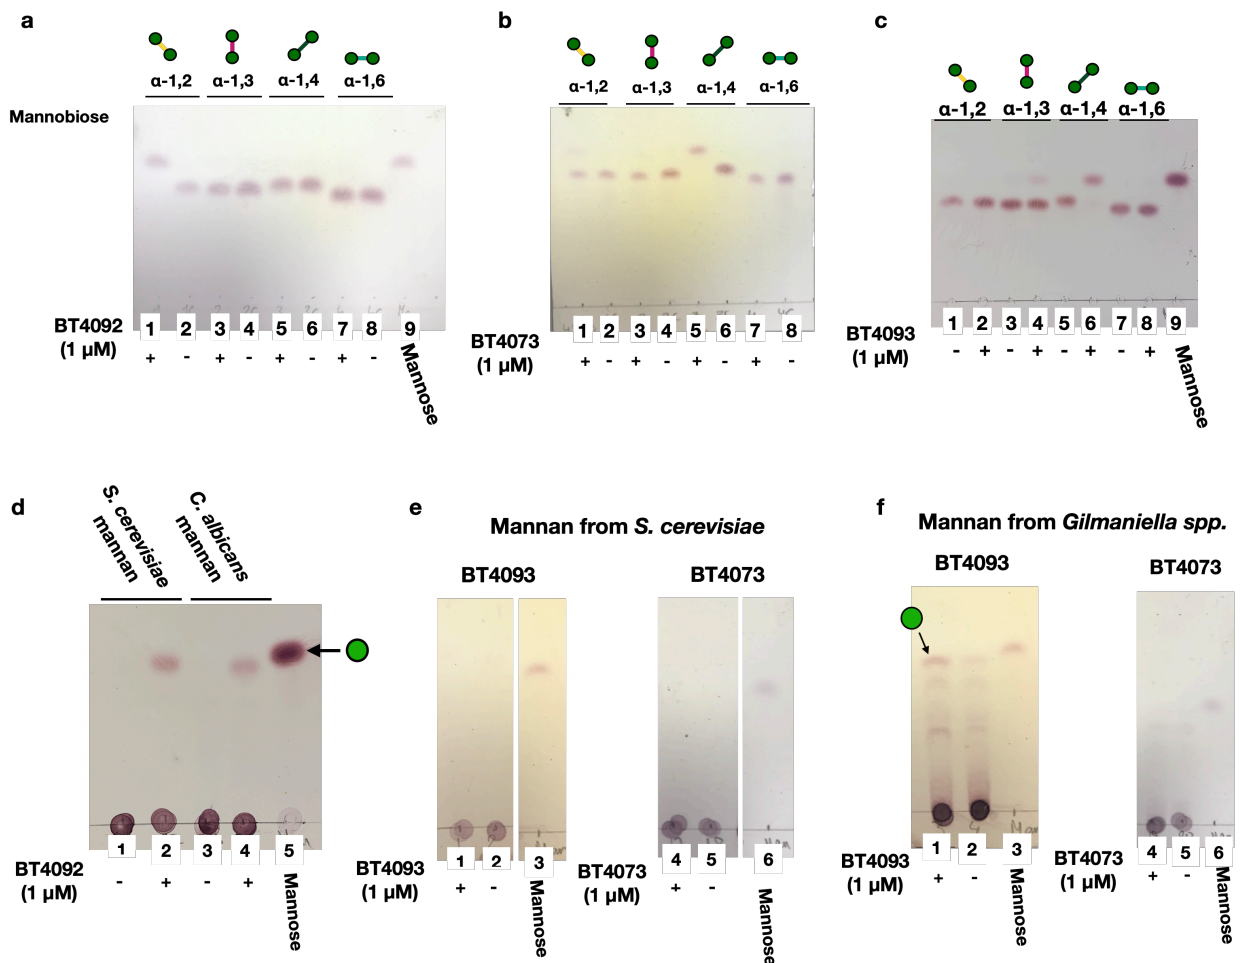 a
α-1,2 α-1,3 α-1,4 α-1,6
Mannobiose
BT4092
(1 µM)
1 2 3 4 5 6 7 8 9
+ - + - + - + -
Mannose
b
α-1,2 α-1,3 α-1,4 α-1,6
BT4073
(1 µM)
1 2 3 4 5 6 7 8
+ - + - + - + -
c
α-1,2 α-1,3 α-1,4 α-1,6
BT4093
(1 µM)
1 2 3 4 5 6 7 8 9
- + - + - + - +
Mannose
d
S. cerevisiae
mannan
C. albicans
mannan
BT4092
(1 µM)
1 2 3 4 5
- + - +
Mannose
e
Mannan from S. cerevisiae
BT4093
BT4093
(1 µM)
1 2 3
+ -
Mannose
BT4073
BT4073
(1 µM)
4 5 6
+ -
Mannose
f
Mannan from Gilmaniella spp.
BT4093
BT4093
(1 µM)
1 2 3
+ -
Mannose
BT4073
BT4073
(1 µM)
4 5 6
+ -
Mannose